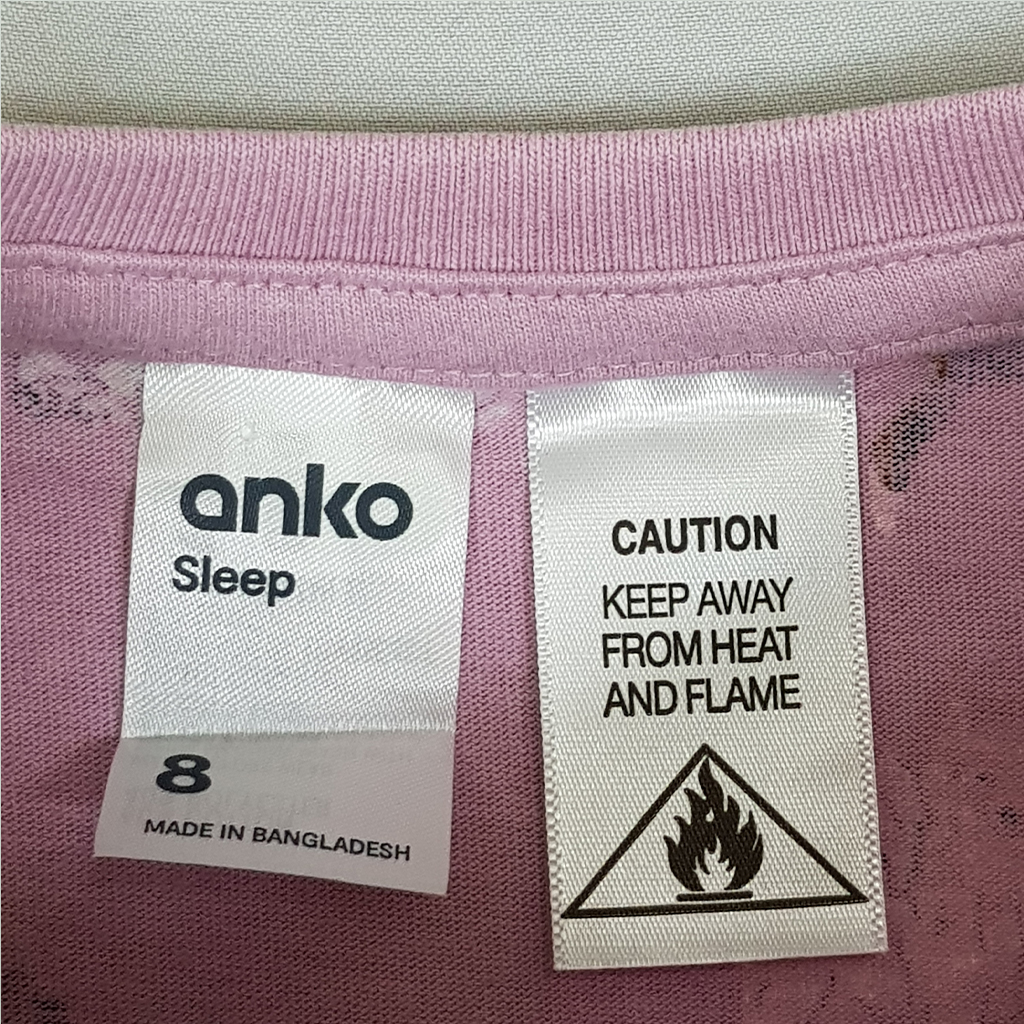 anko
Sleep
8
MADE IN BANGLADESH
CAUTION
KEEP AWAY
FROM HEAT
AND FLAME